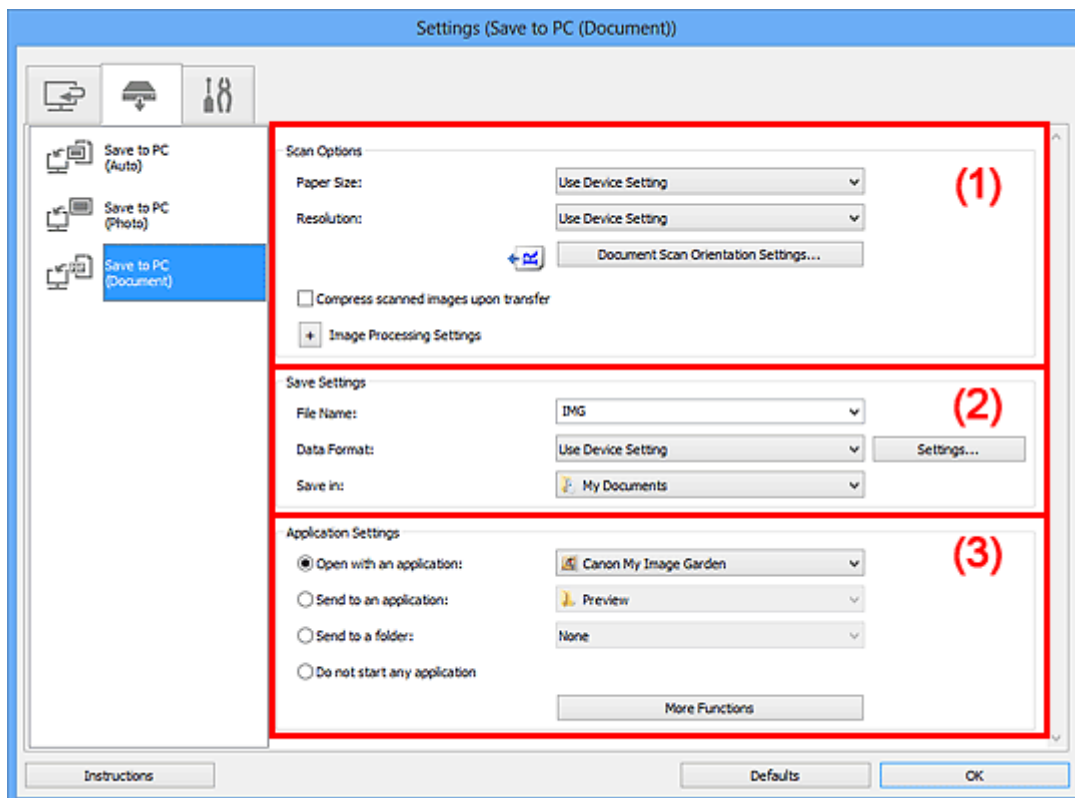 Settings (Save to PC (Document))
Save to PC
(Auto)
Save to PC
(Photo)
Save to PC
(Document)
Scan Options
(1)
Paper Size:
Use Device Setting
Resolution:
Use Device Setting
Document Scan Orientation Settings...
Compress scanned images upon transfer
+ Image Processing Settings
Save Settings
(2)
File Name:
IMG
Data Format:
Use Device Setting
Settings...
Save in:
My Documents
Application Settings
(3)
Open with an application:
Canon My Image Garden
Send to an application:
Preview
Send to a folder:
None
Do not start any application
More Functions
Instructions
Defaults
OK